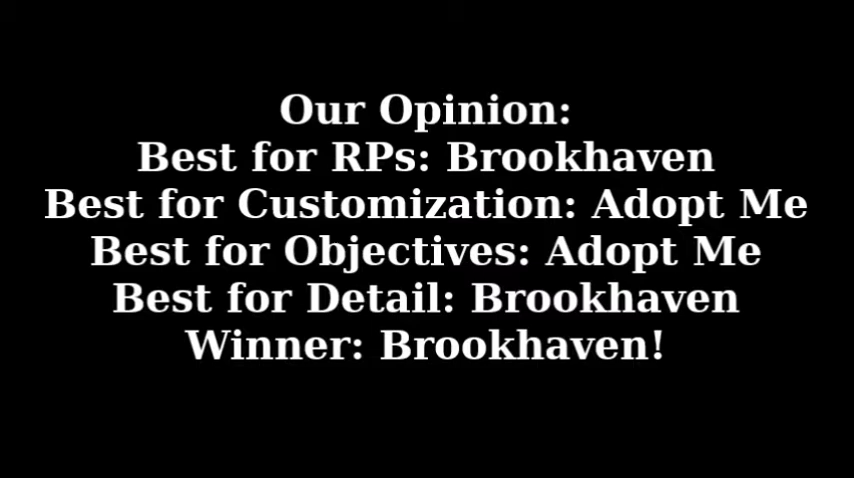 Our Opinion:
Best for RPs: Brookhaven
Best for Customization: Adopt Me
Best for Objectives: Adopt Me
Best for Detail: Brookhaven
Winner: Brookhaven!